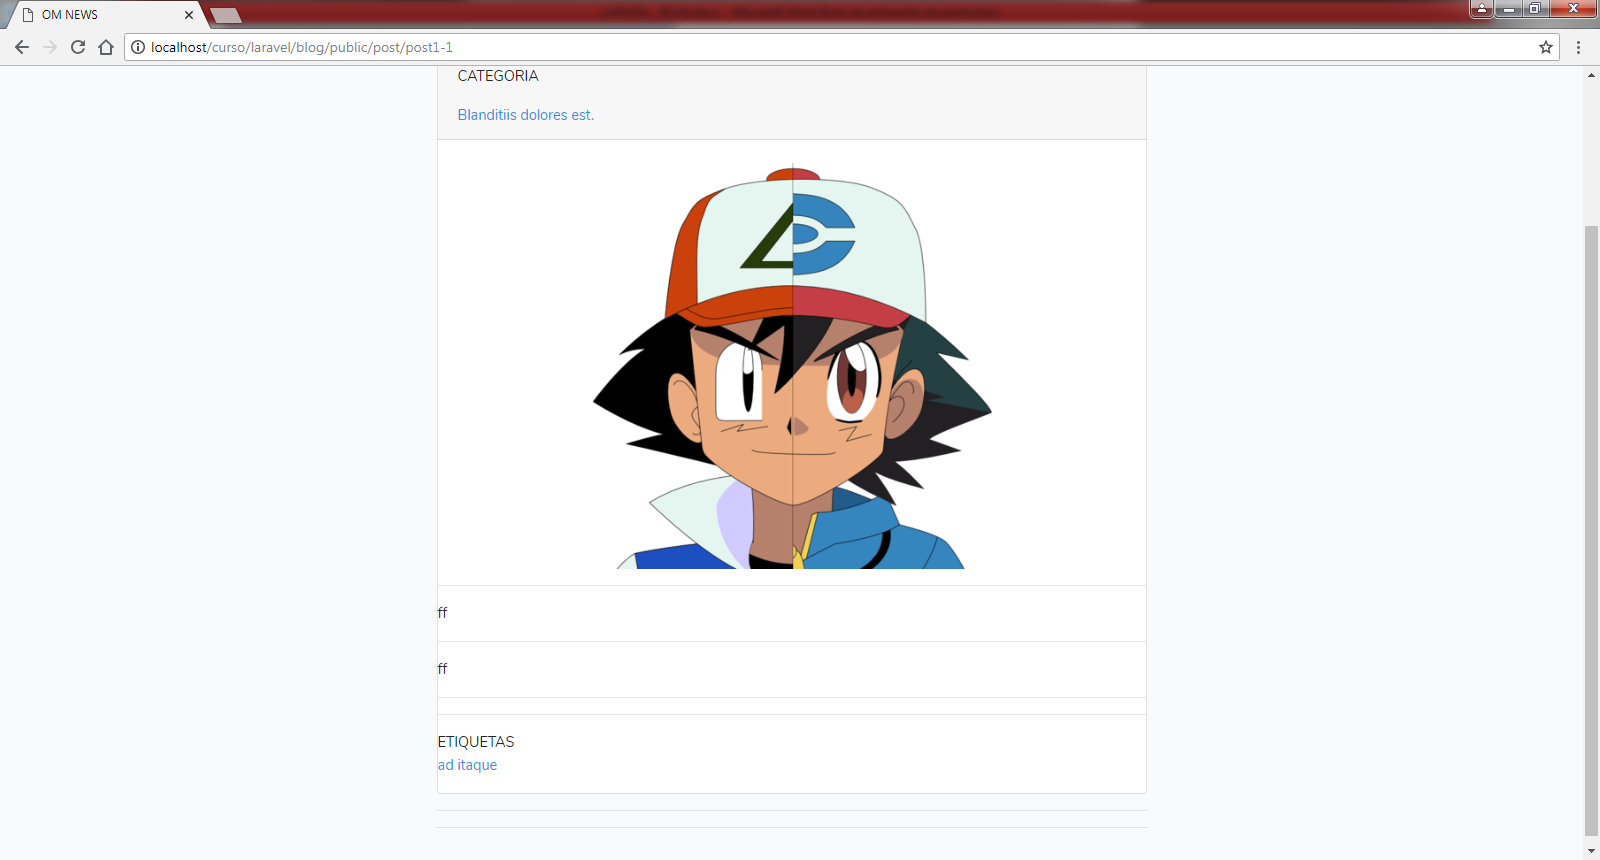 OM NEWS
localhost/curso/laravel/blog/public/post/post1-1
CATEGORIA
Blanditiis dolores est.
ff
ff
ETIQUETAS
ad itaque